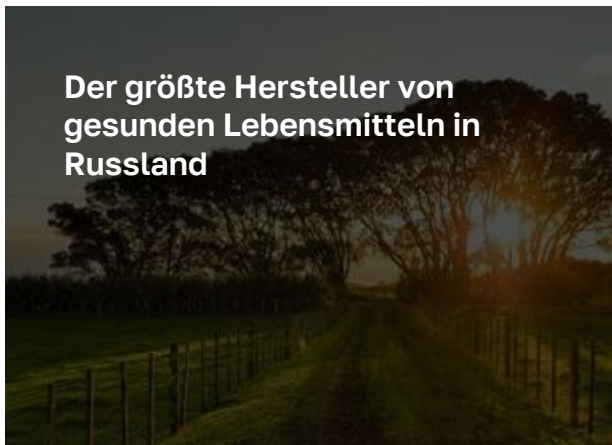 Der größte Hersteller von
gesunden Lebensmitteln in
Russland